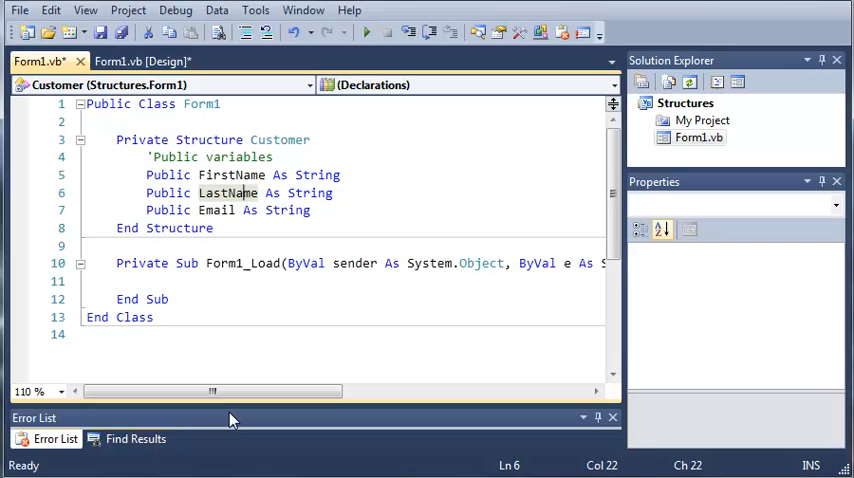 File Edit View Project Debug Data Tools Window Help
Form1.vb* Form1.vb [Design]*
Customer (Structures.Form1) (Declarations)
1 Public Class Form1
2
3 Private Structure Customer
4 'Public variables
5 Public FirstName As String
6 Public LastName As String
7 Public Email As String
8 End Structure
9
10 Private Sub Form1_Load(ByVal sender As System.Object, ByVal e As S
11
12 End Sub
13 End Class
14
110 %
Solution Explorer
Structures
My Project
Form1.vb
Properties
Error List
Error List Find Results
Ready Ln 6 Col 22 Ch 22 INS